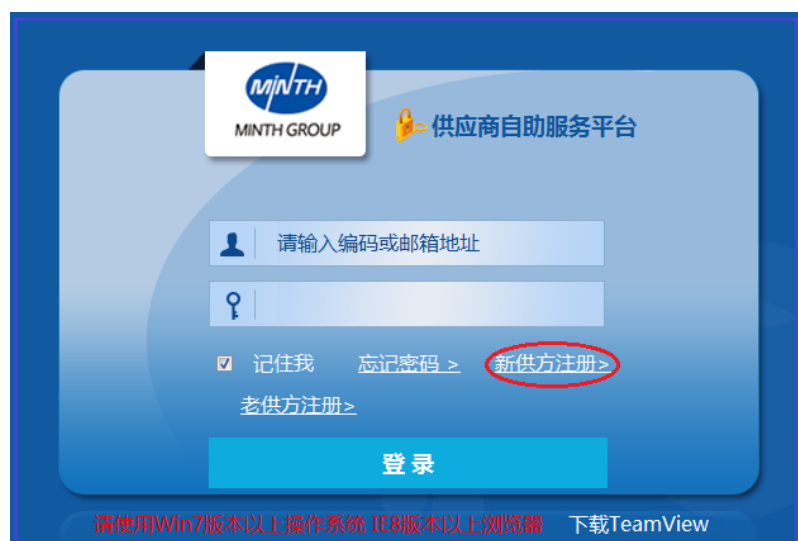 MINTH
MINTH GROUP
供应商自助服务平台
请输入编码或邮箱地址
记住我 忘记密码 > 新供方注册>
老供方注册>
登录
请使用Win7版本以上操作系统 IE8版本以上浏览器 下载TeamView